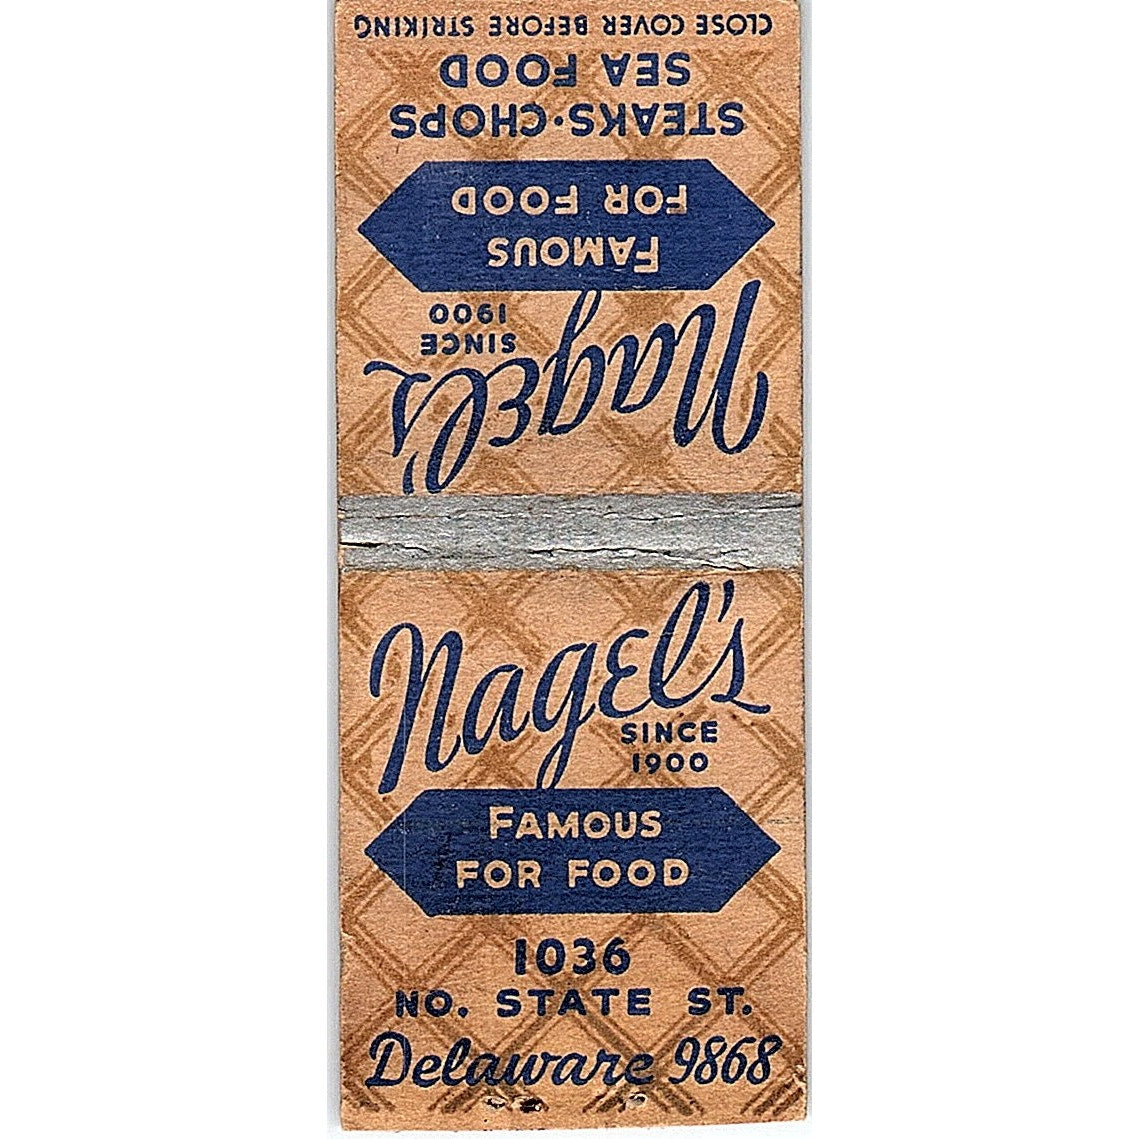 CLOSE COVER BEFORE STRIKING
SEA FOOD
STEAKS·CHOPS
FAMOUS
FOR FOOD
Nagel's
SINCE
1900
Nagel's
SINCE
1900
FAMOUS
FOR FOOD
1036
NO. STATE ST.
Delaware 9868